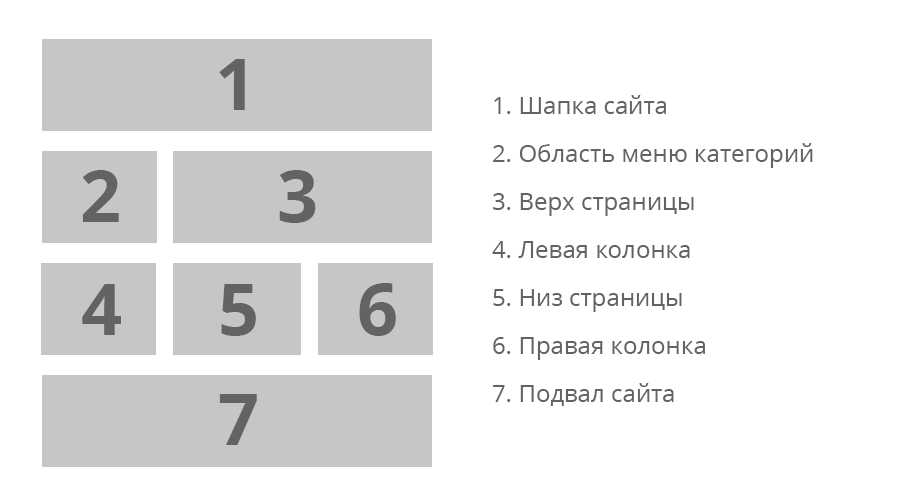 1
2 3
4 5 6
7
1. Шапка сайта
2. Область меню категорий
3. Верх страницы
4. Левая колонка
5. Низ страницы
6. Правая колонка
7. Подвал сайта